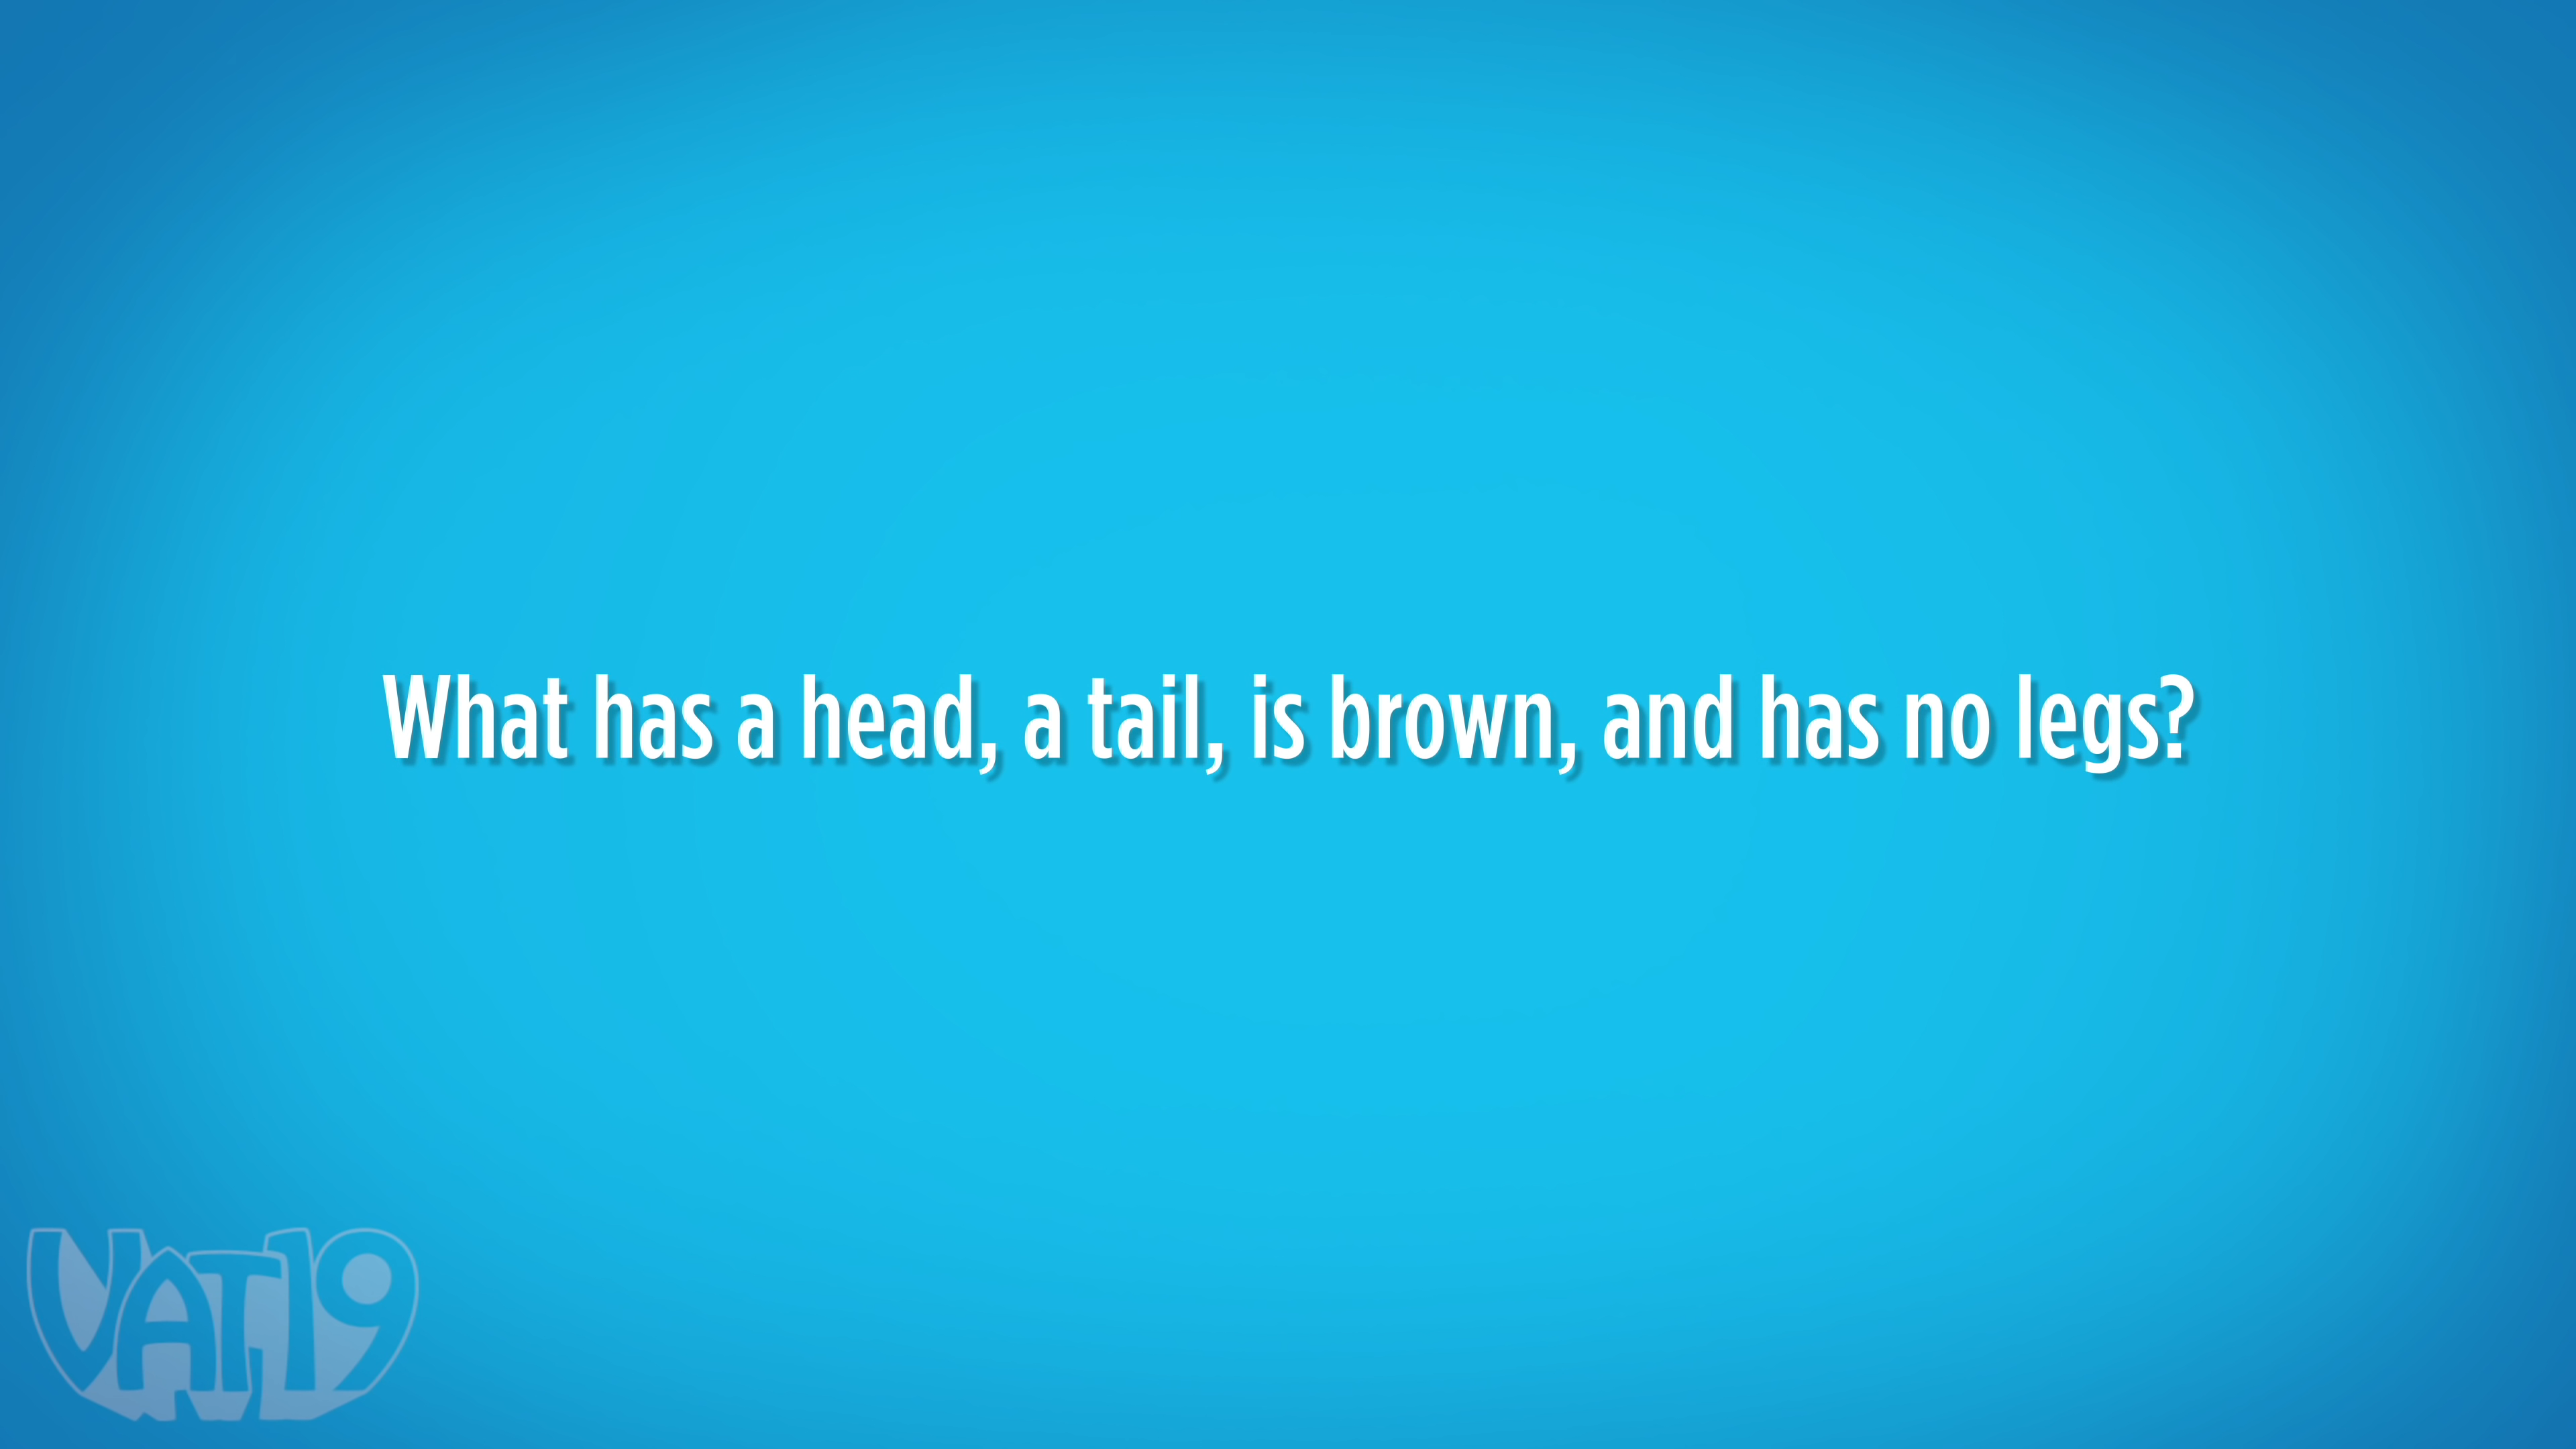 What has a head, a tail, is brown, and has no legs?
VAT19